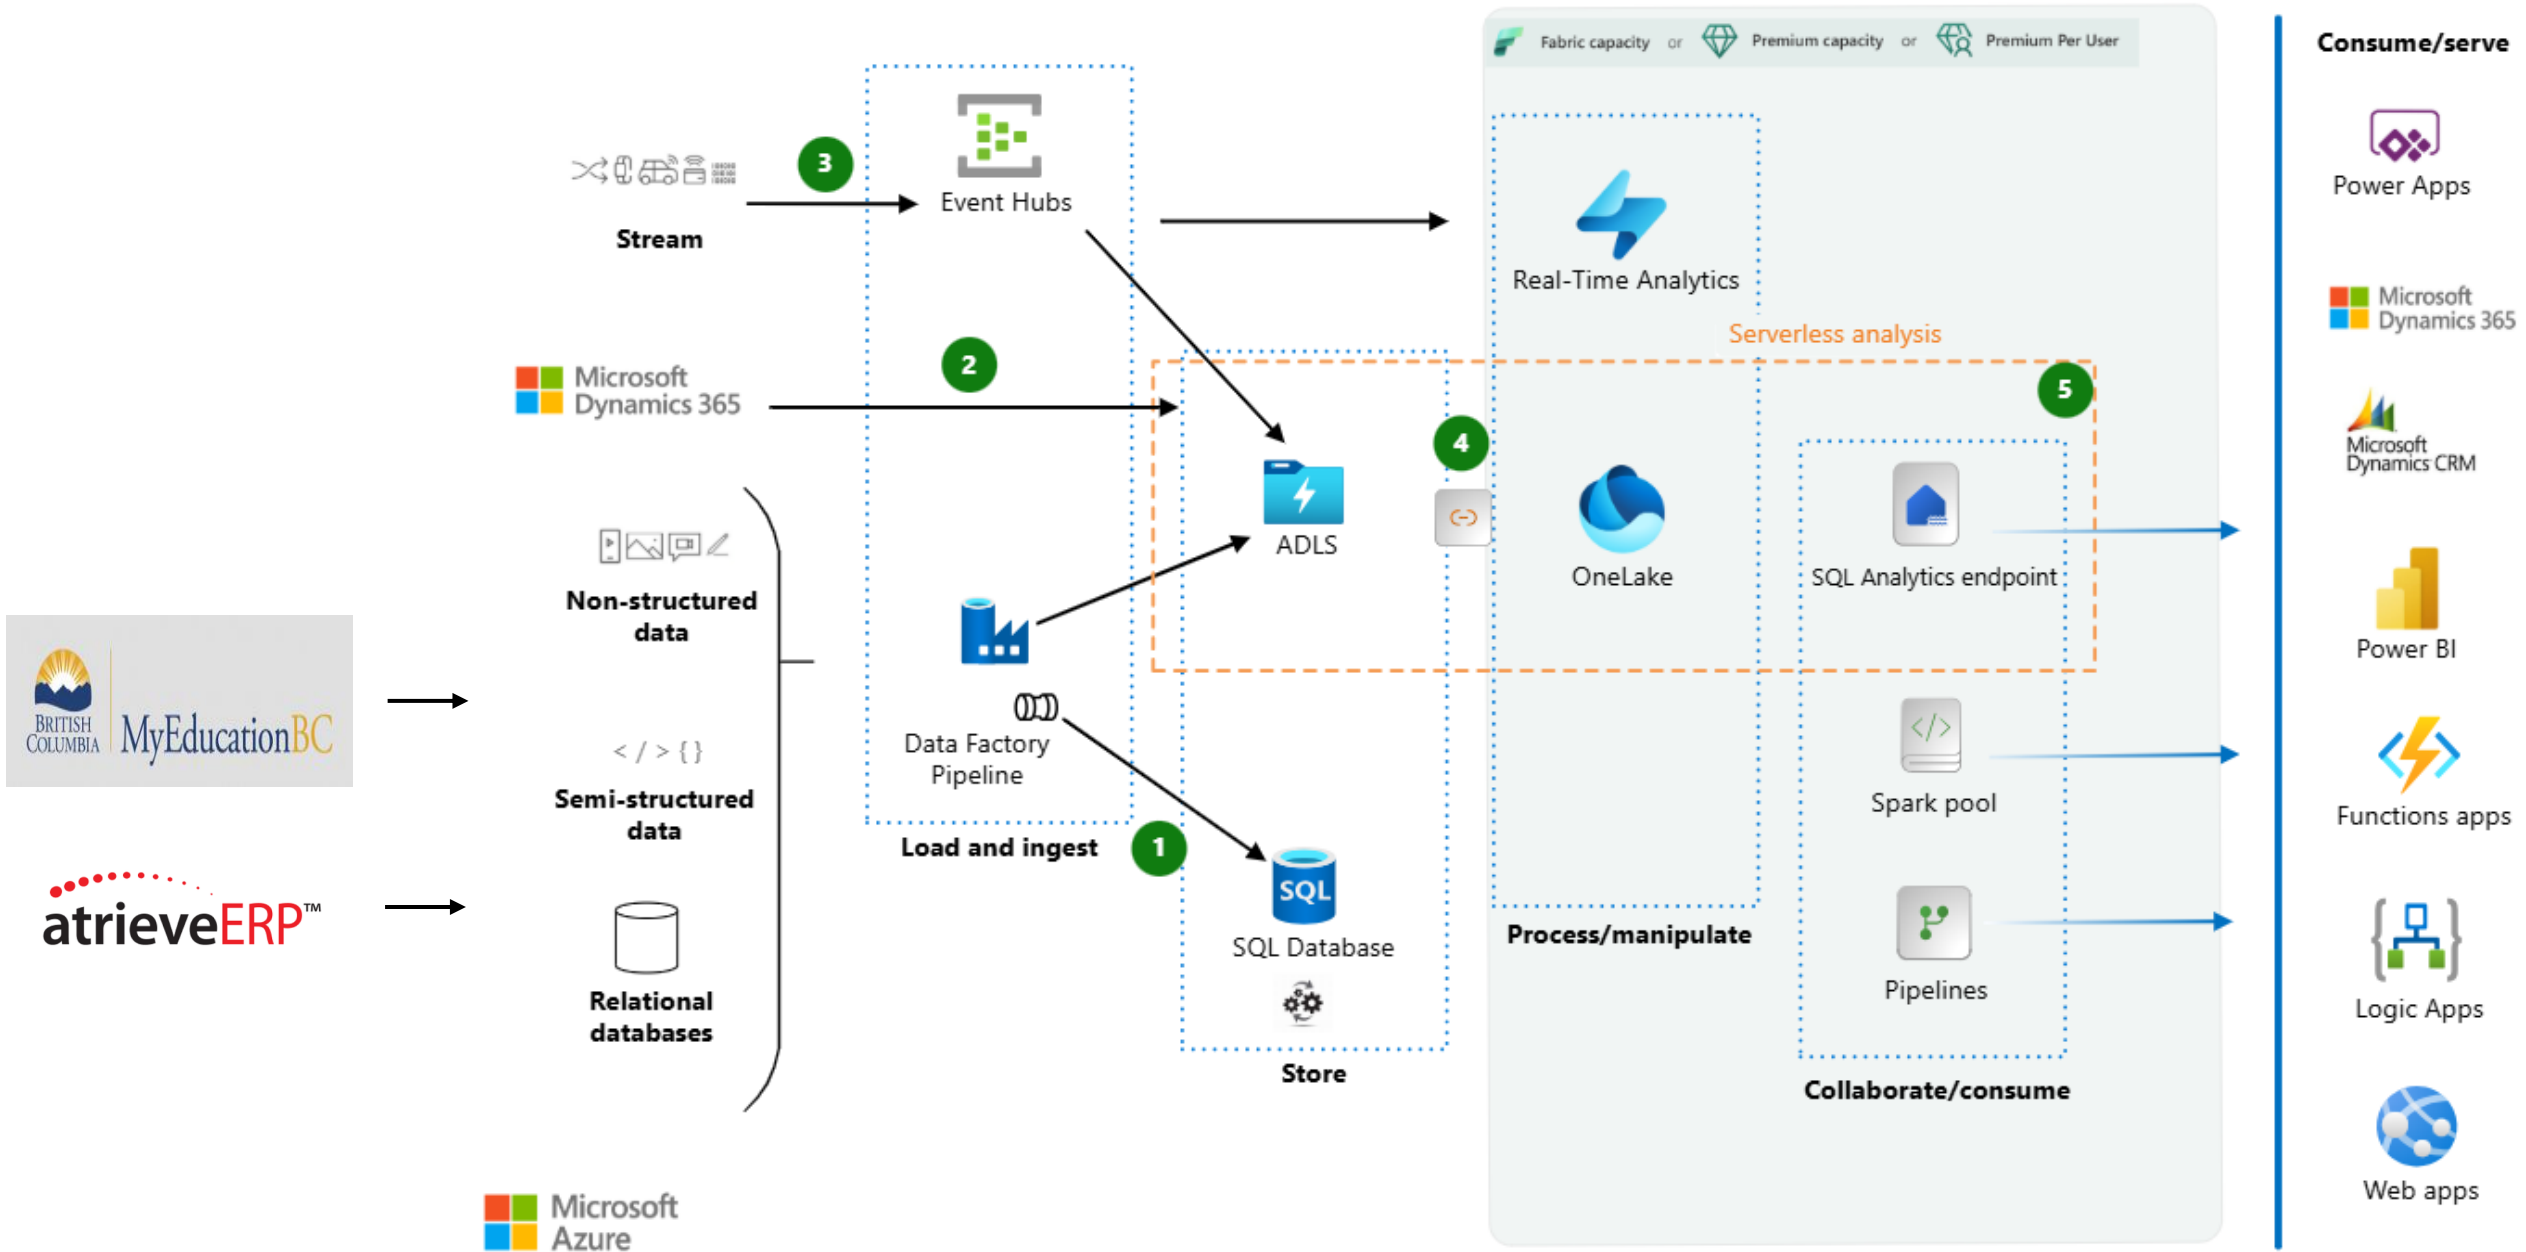 Fabric capacity or Premium capacity or Premium Per User
Consume/serve
3
Event Hubs
Stream
Power Apps
Real-Time Analytics
Microsoft
Dynamics 365
Serverless analysis
2
Microsoft
Dynamics 365
5
4
Microsoft
Dynamics CRM
ADLS
OneLake
SQL Analytics endpoint
Non-structured
data
Power BI
BRITISH
COLUMBIA
MyEducationBC
</>{}
Data Factory
Pipeline
</>
Semi-structured
data
Spark pool
Functions apps
Load and ingest
1
atrieveERP™
SQL
SQL Database
Process/manipulate
Relational
databases
Pipelines
Logic Apps
Store
Collaborate/consume
Web apps
Microsoft
Azure